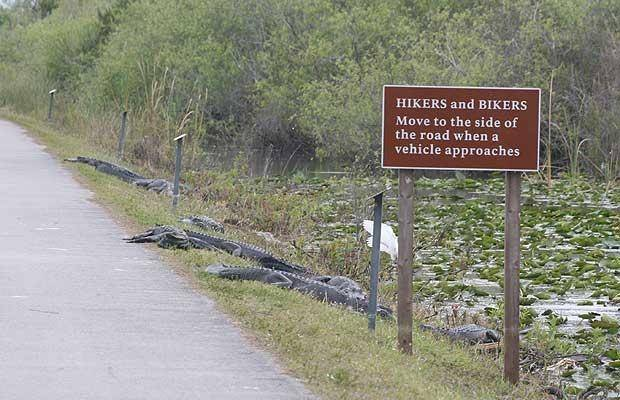 HIKERS and BIKERS
Move to the side of
the road when a
vehicle approaches